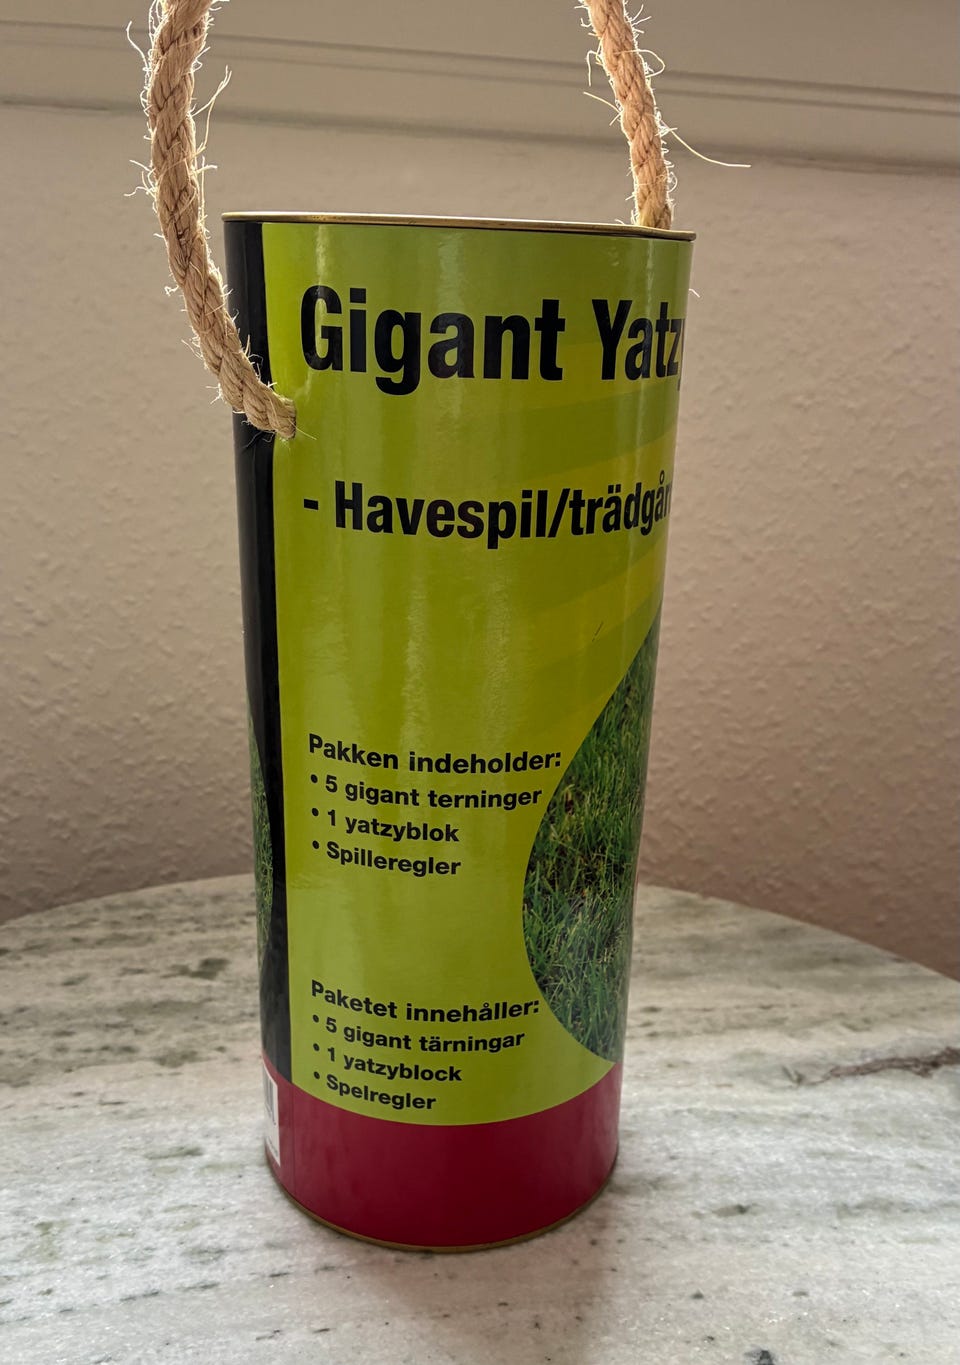 Gigant Yatzy
- Havespil/trädgår
Pakken indeholder:
• 5 gigant terninger
• 1 yatzyblok
• Spilleregler
Paketet innehåller:
• 5 gigant tärningar
• 1 yatzyblock
• Spelregler